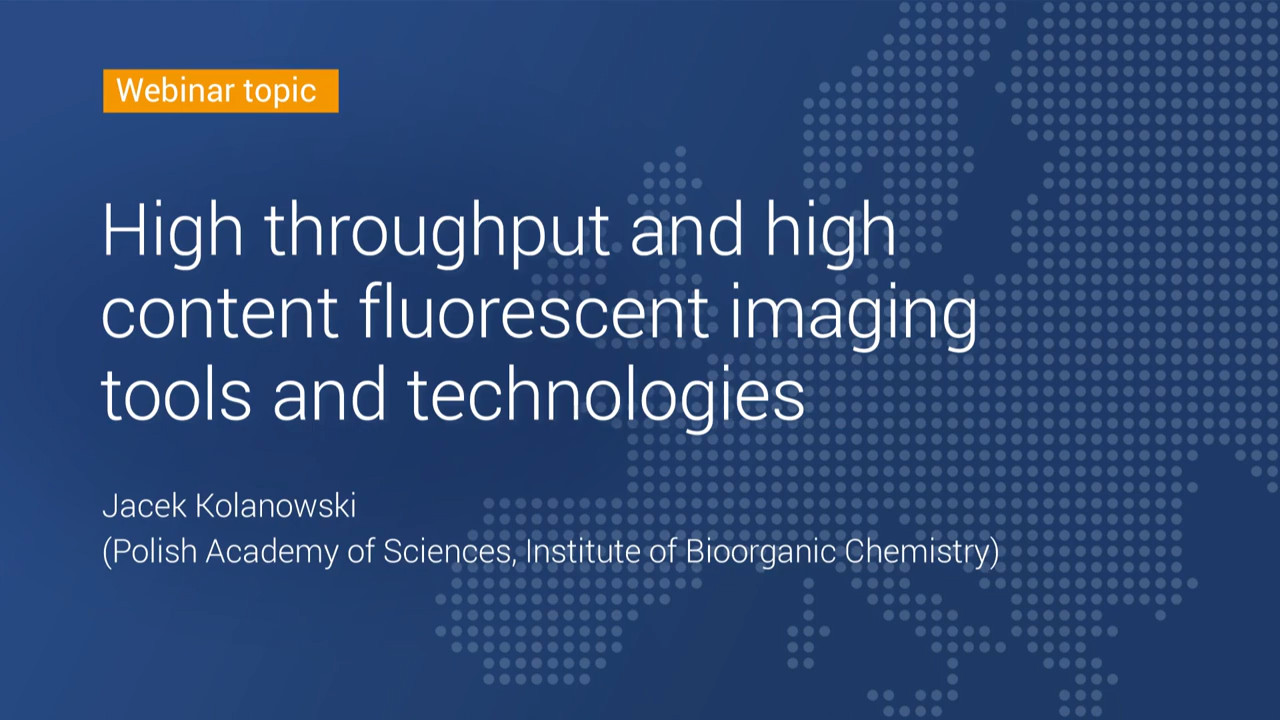 Webinar topic
High throughput and high
content fluorescent imaging
tools and technologies
Jacek Kolanowski
(Polish Academy of Sciences, Institute of Bioorganic Chemistry)